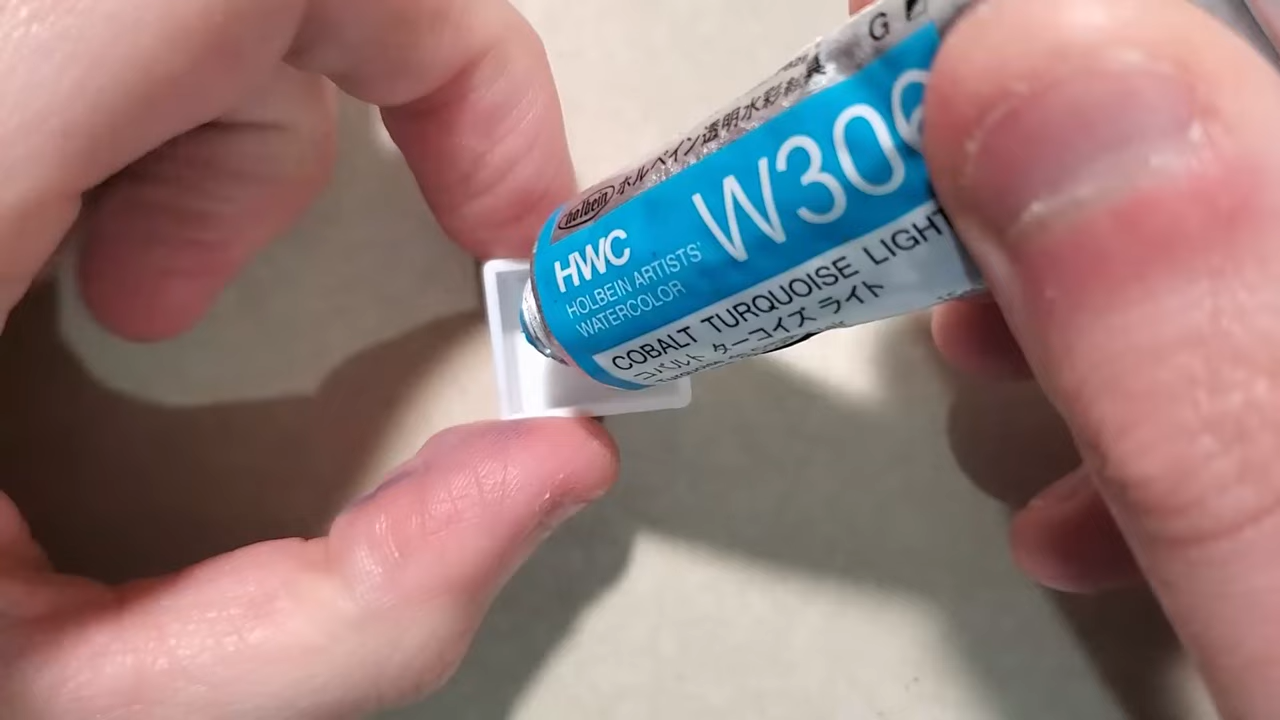 G
holbein ホルベイン透明水彩絵具
HWC
HOLBEIN ARTISTS'
WATERCOLOR
W306
COBALT TURQUOISE LIGHT
コバルト ターコイズ ライト